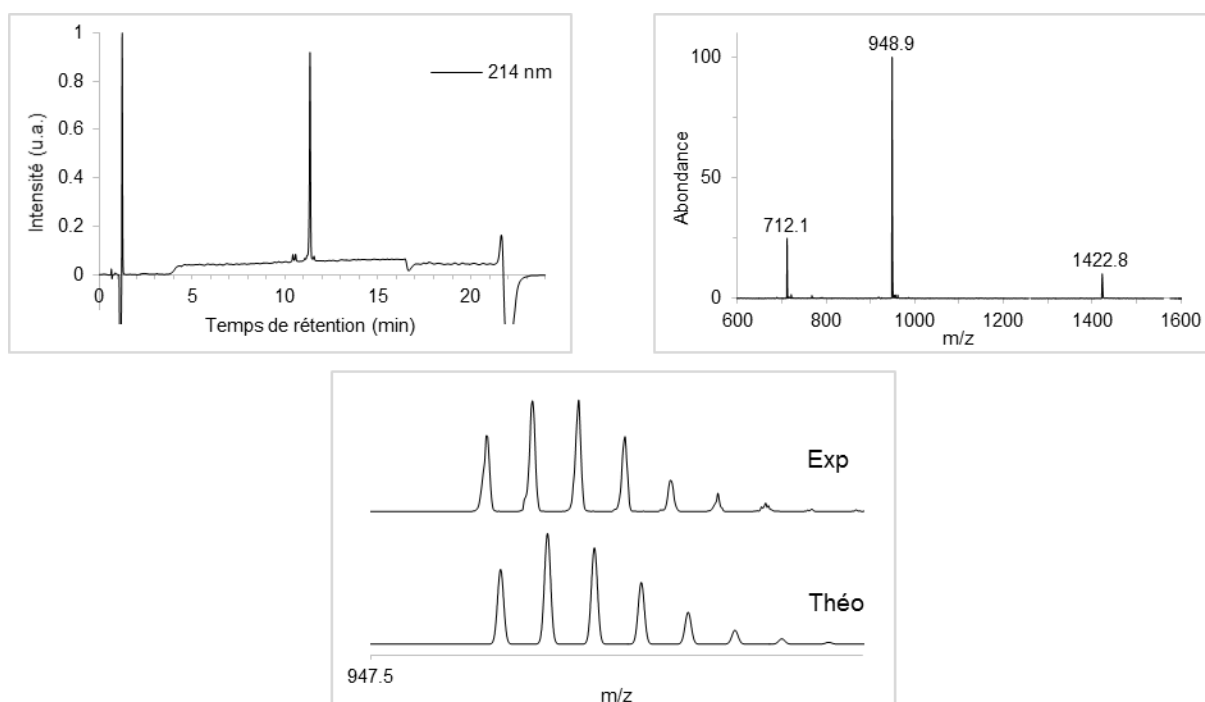 1
0.8
0.6
0.4
0.2
0
Intensité (u.a.)
214 nm
0 5 10 15 20
Temps de rétention (min)
100
50
0
Abondance
948.9
712.1
1422.8
600 800 1000 1200 1400 1600
m/z
Exp
Théo
947.5
m/z